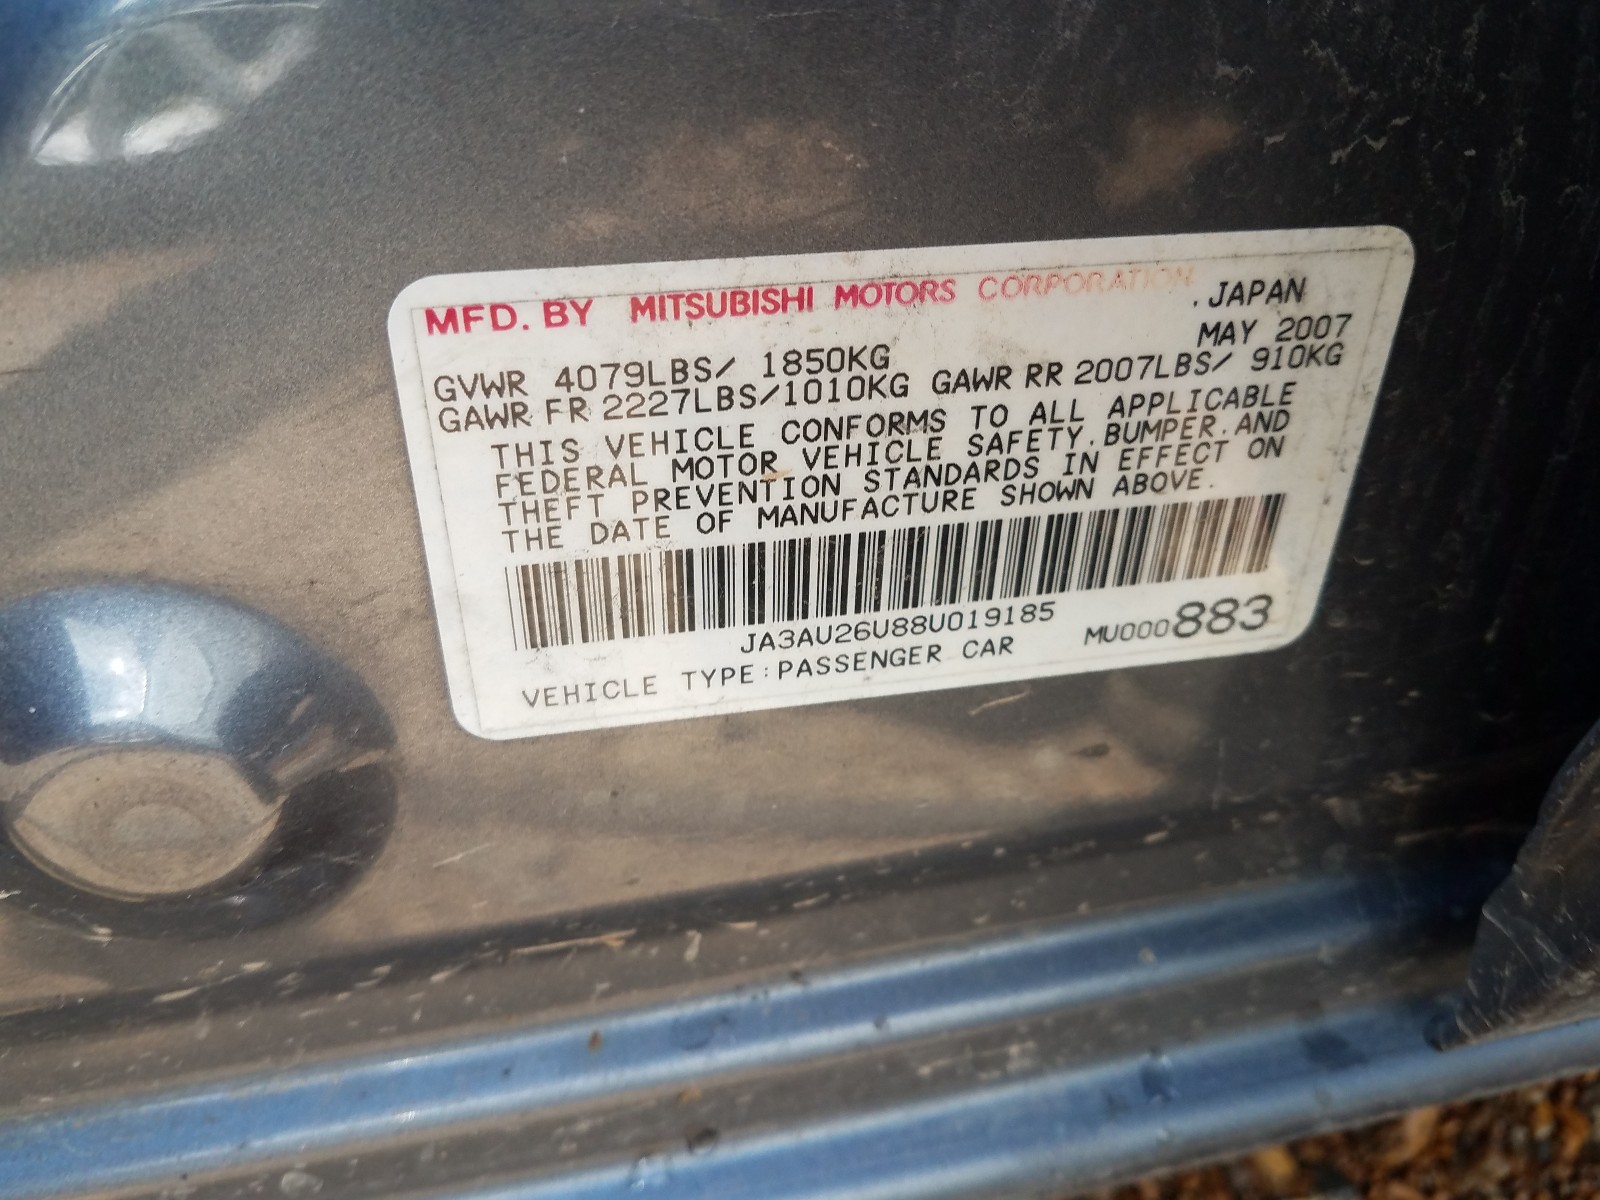 MFD. BY MITSUBISHI MOTORS CORPORATION . JAPAN
MAY 2007
GVWR 4079LBS/ 1850KG
GAWR FR 2227LBS/1010KG GAWR RR 2007LBS/ 910KG
THIS VEHICLE CONFORMS TO ALL APPLICABLE
FEDERAL MOTOR VEHICLE SAFETY. BUMPER. AND
THEFT PREVENTION STANDARDS IN EFFECT ON
THE DATE OF MANUFACTURE SHOWN ABOVE.
JA3AU26U88U019185
VEHICLE TYPE:PASSENGER CAR MU000883